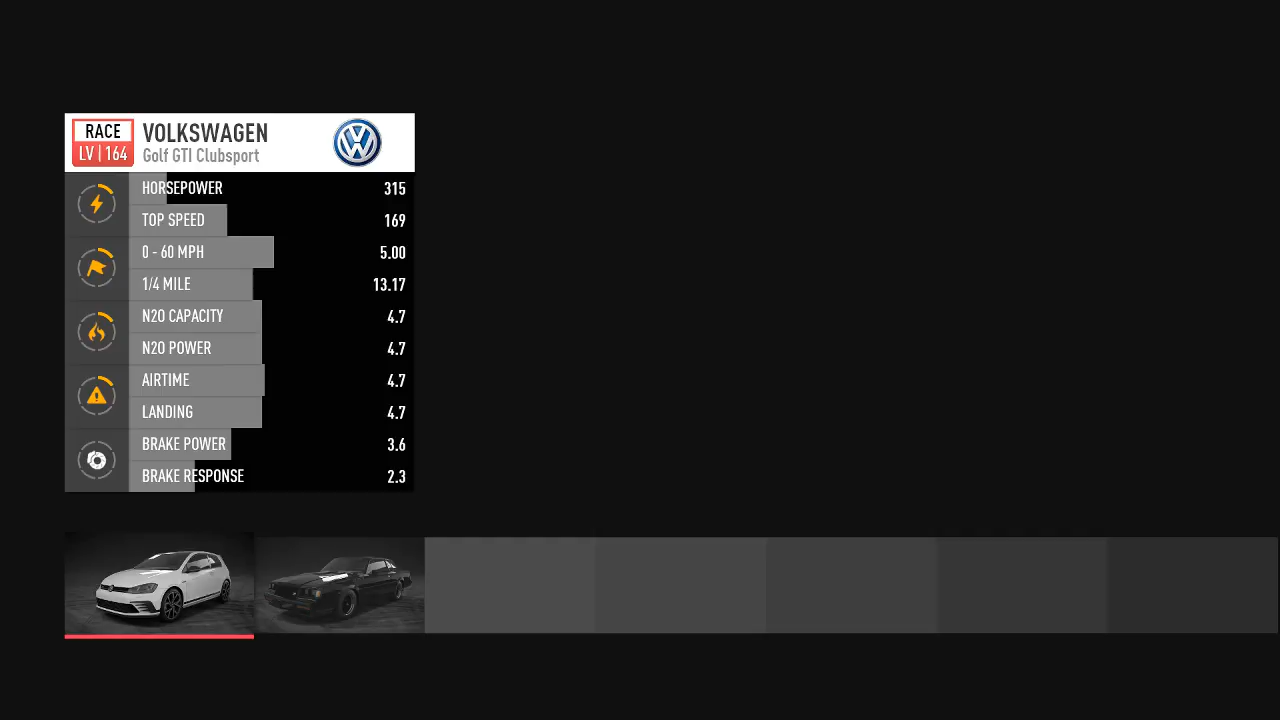 RACE
LV | 164
VOLKSWAGEN
Golf GTI Clubsport
HORSEPOWER 315
TOP SPEED 169
0 - 60 MPH 5.00
1/4 MILE 13.17
N2O CAPACITY 4.7
N2O POWER 4.7
AIRTIME 4.7
LANDING 4.7
BRAKE POWER 3.6
BRAKE RESPONSE 2.3